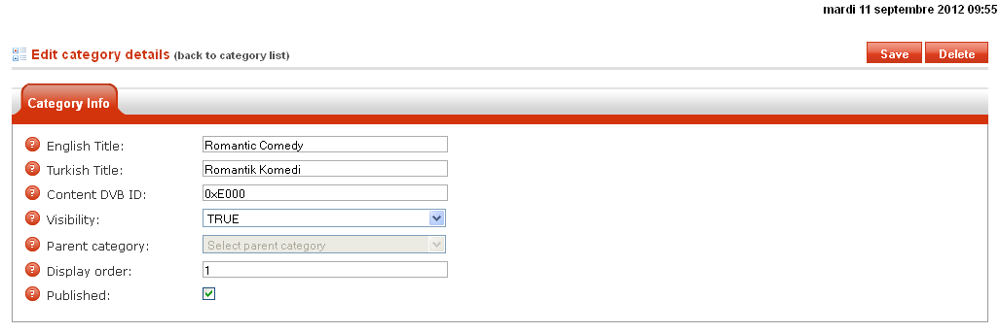 mardi 11 septembre 2012 09:55
Edit category details (back to category list) Save Delete
Category Info
? English Title: Romantic Comedy
? Turkish Title: Romantik Komedi
? Content DVB ID: 0xE000
? Visibility: TRUE
? Parent category: Select parent category
? Display order: 1
? Published: